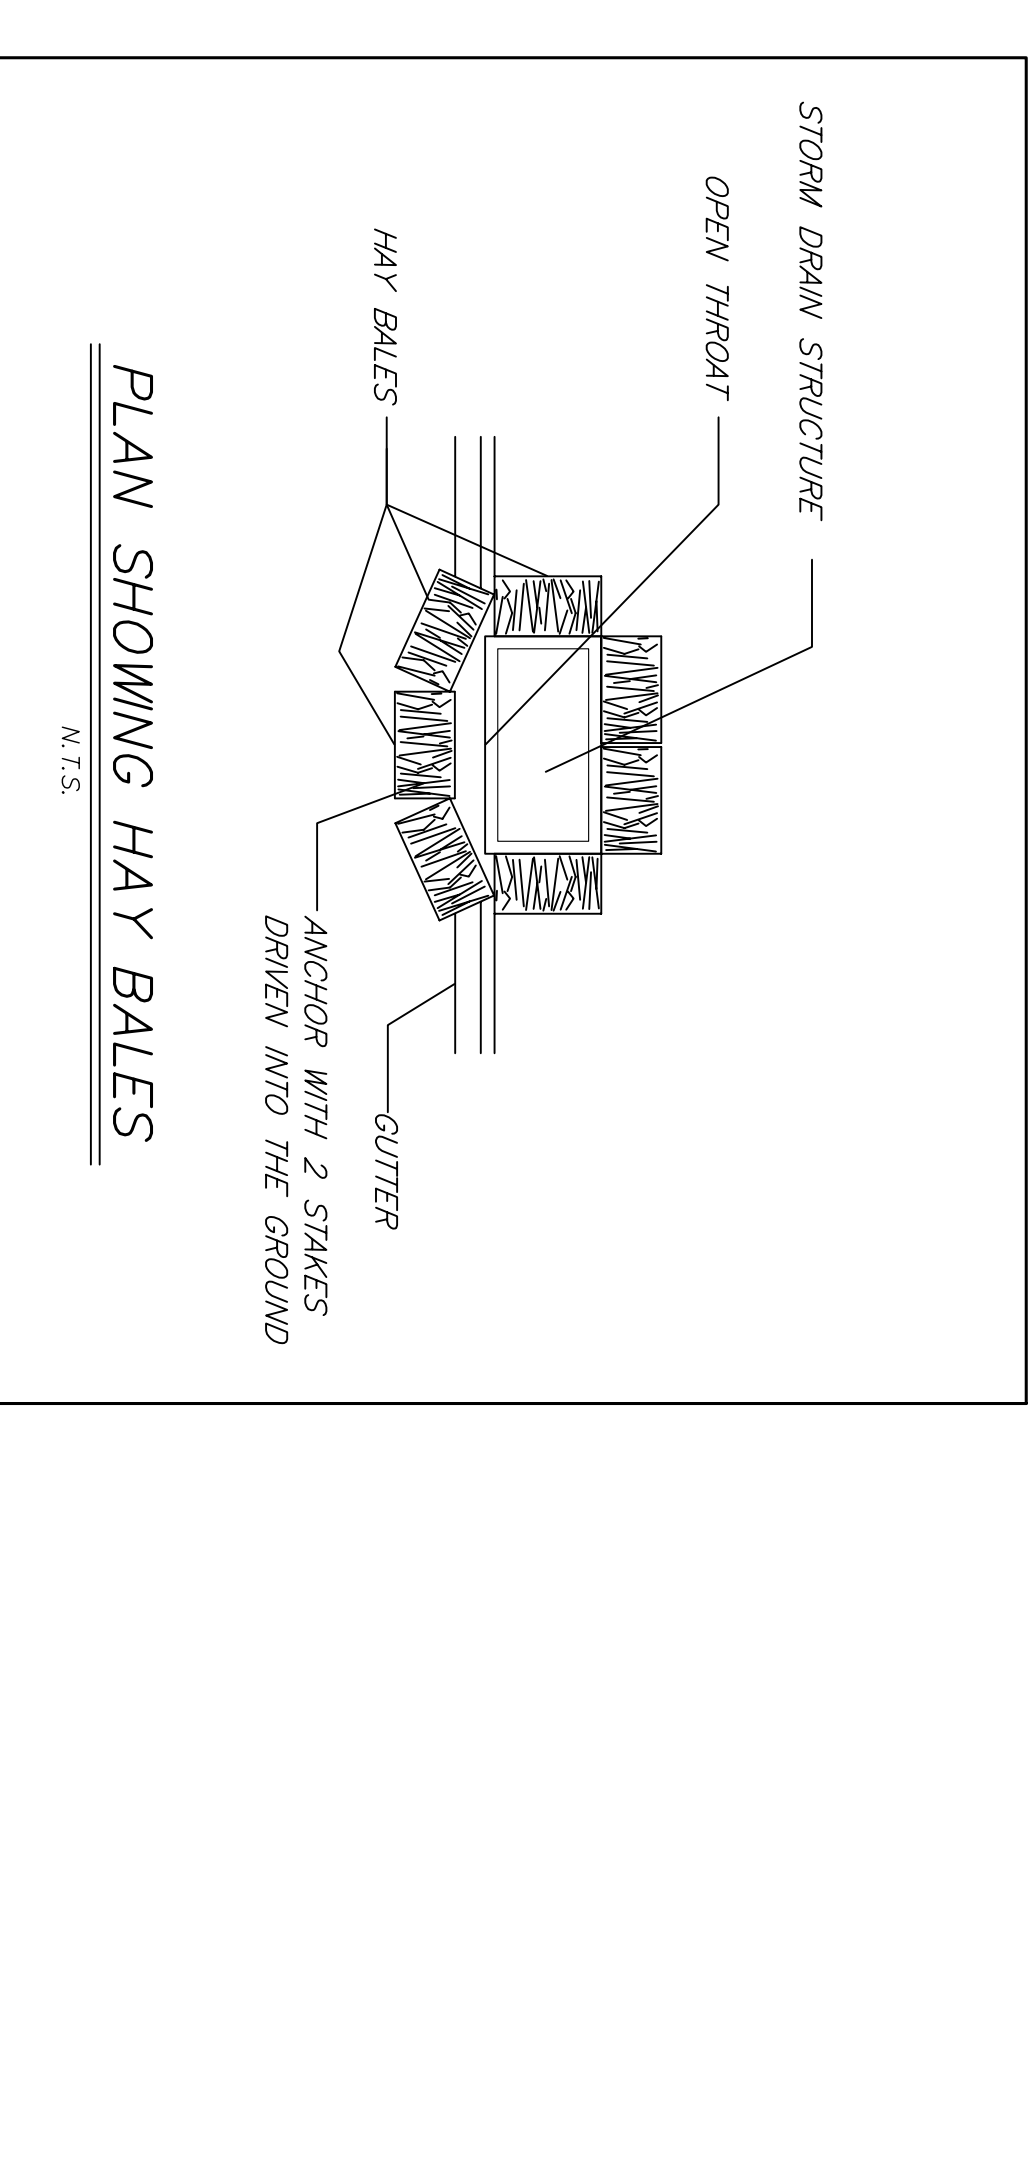 STORM DRAIN STRUCTURE
OPEN THROAT
HAY BALES
GUTTER
ANCHOR WITH 2 STAKES
DRIVEN INTO THE GROUND
PLAN SHOWING HAY BALES
N.T.S.